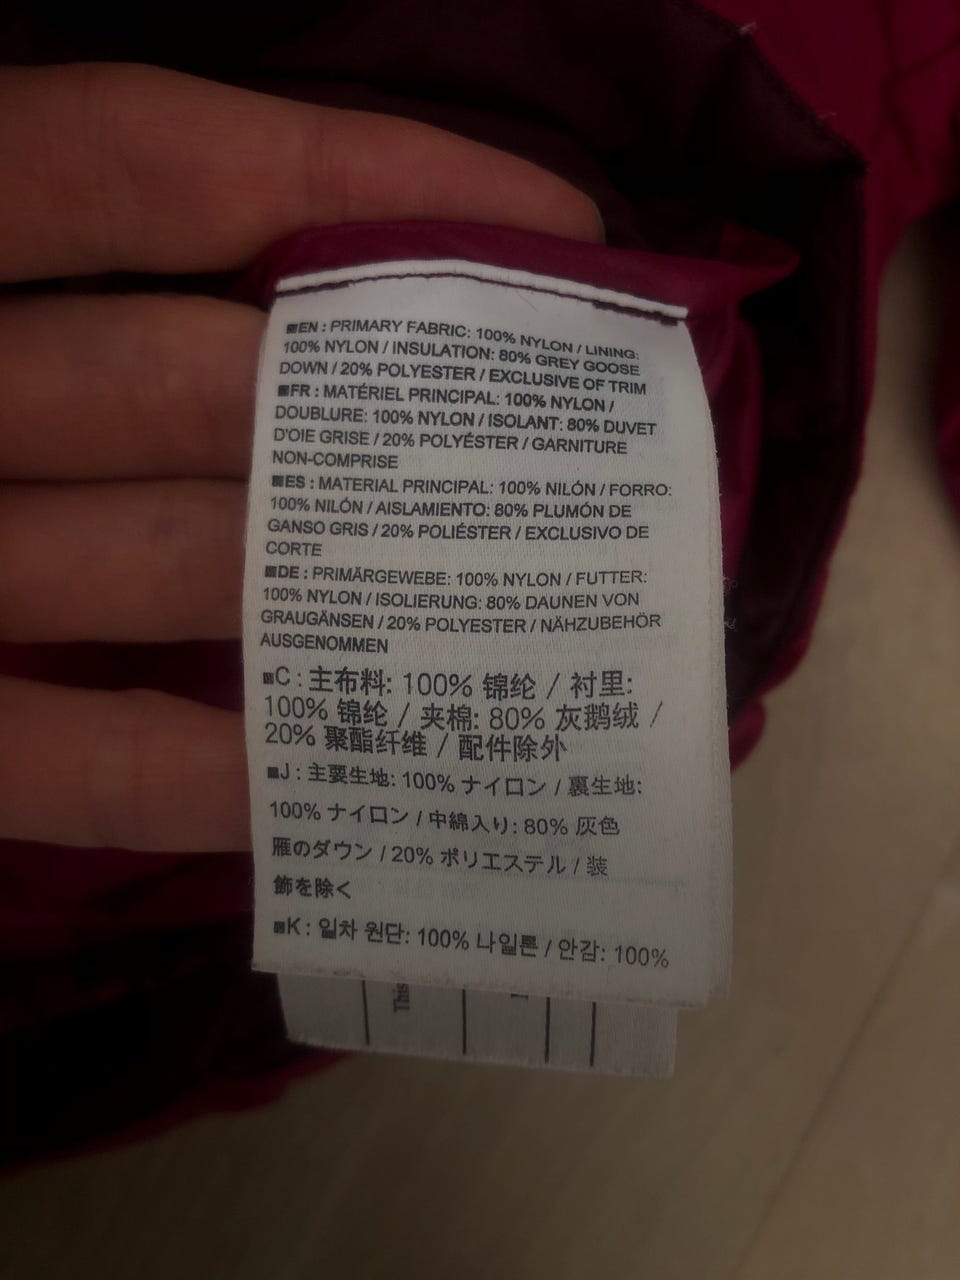 ■EN : PRIMARY FABRIC: 100% NYLON / LINING:
100% NYLON / INSULATION: 80% GREY GOOSE
DOWN / 20% POLYESTER / EXCLUSIVE OF TRIM
■FR : MATÉRIEL PRINCIPAL: 100% NYLON /
DOUBLURE: 100% NYLON / ISOLANT: 80% DUVET
D'OIE GRISE / 20% POLYÉSTER / GARNITURE
NON-COMPRISE
■ES : MATERIAL PRINCIPAL: 100% NILÓN / FORRO:
100% NILÓN / AISLAMIENTO: 80% PLUMÓN DE
GANSO GRIS / 20% POLIÉSTER / EXCLUSIVO DE
CORTE
■DE : PRIMÄRGEWEBE: 100% NYLON / FUTTER:
100% NYLON / ISOLIERUNG: 80% DAUNEN VON
GRAUGÄNSEN / 20% POLYESTER / NÄHZUBEHÖR
AUSGENOMMEN
■C : 主布料: 100% 锦纶 / 衬里:
100% 锦纶 / 夹棉: 80% 灰鹅绒 /
20% 聚酯纤维 / 配件除外
■J : 主要生地: 100% ナイロン / 裏生地:
100% ナイロン / 中綿入り: 80% 灰色
雁のダウン / 20% ポリエステル / 装
飾を除く
■K : 일차 원단: 100% 나일론 / 안감: 100%
This